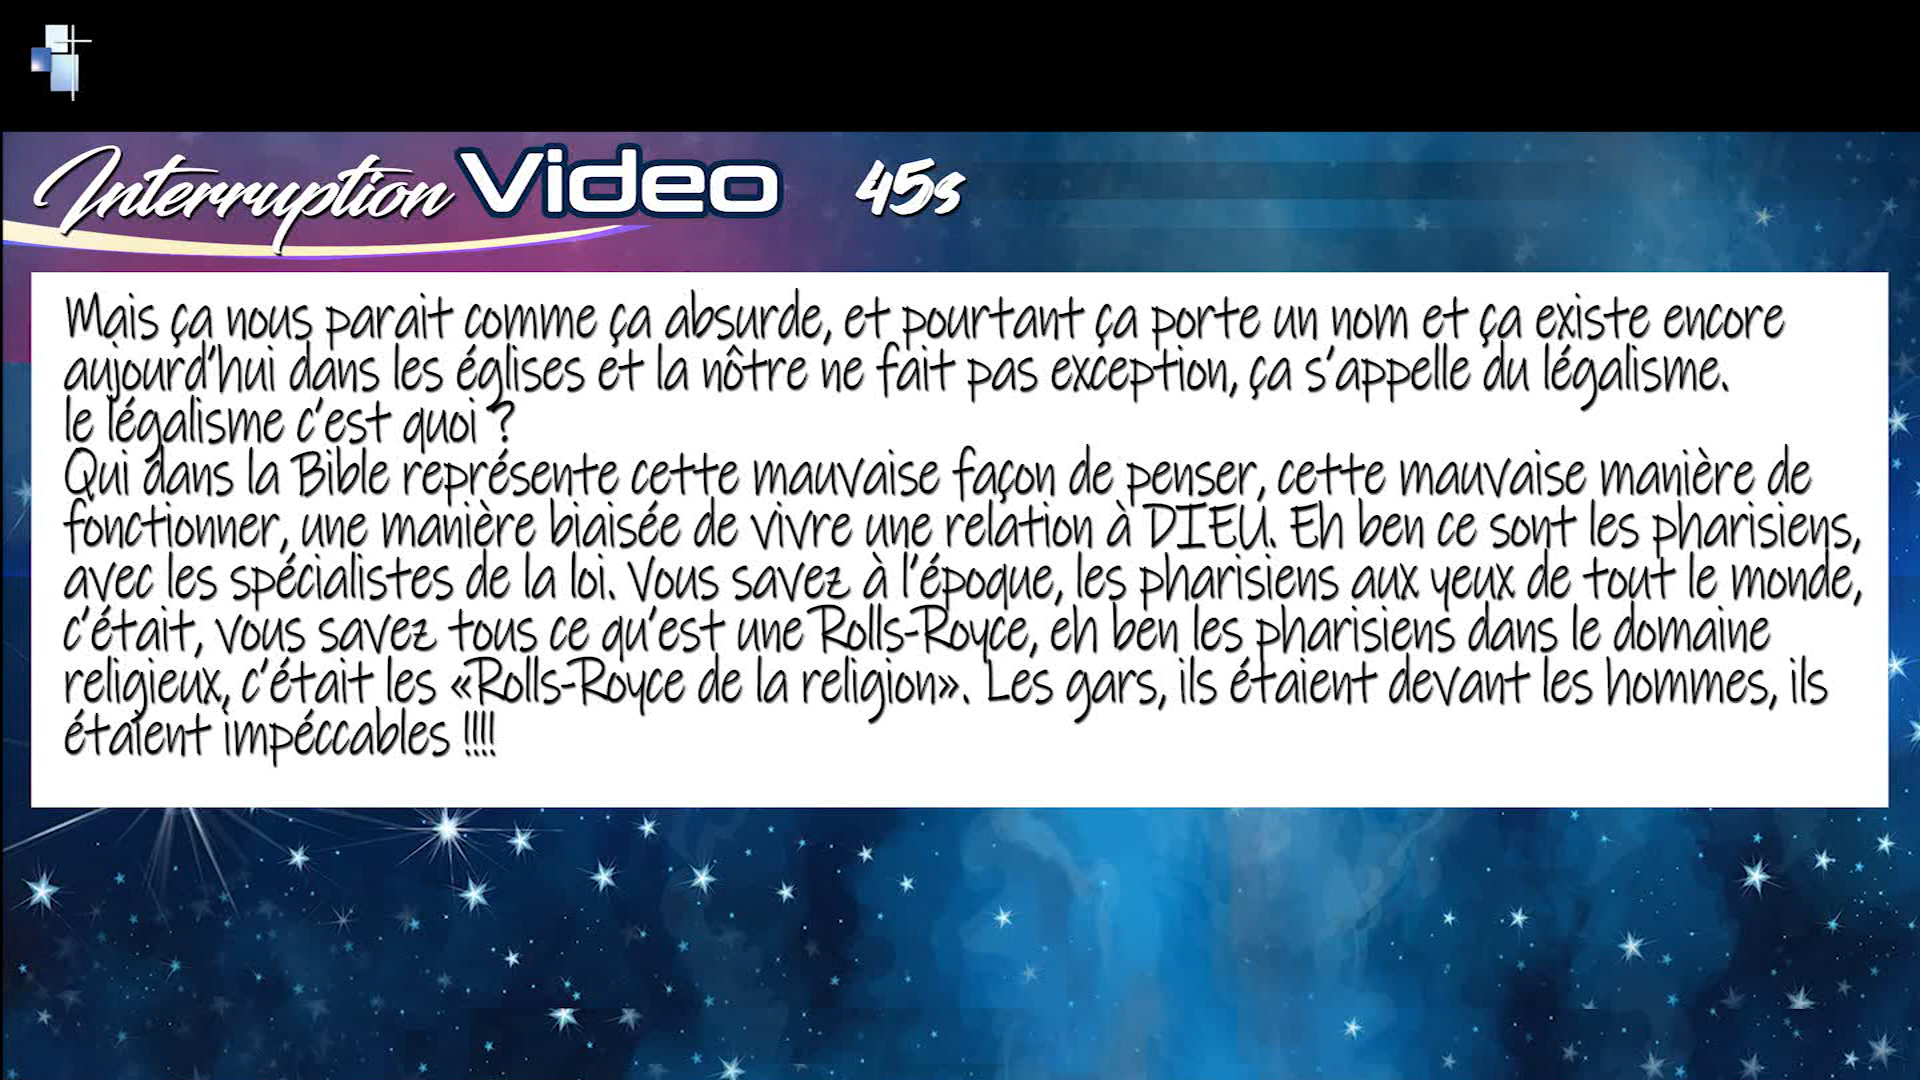 Interruption Video 45s
Mais ça nous parait comme ça absurde, et pourtant ça porte un nom et ça existe encore
aujourd'hui dans les églises et la nôtre ne fait pas exception, ça s'appelle du légalisme.
le légalisme c'est quoi ?
Qui dans la Bible représente cette mauvaise façon de penser, cette mauvaise manière de
fonctionner, une manière biaisée de vivre une relation à DIEU. Eh ben ce sont les pharisiens,
avec les spécialistes de la loi. Vous savez à l'époque, les pharisiens aux yeux de tout le monde,
c'était, vous savez tous ce qu'est une Rolls-Royce, eh ben les pharisiens dans le domaine
religieux, c'était les «Rolls-Royce de la religion». Les gars, ils étaient devant les hommes, ils
étaient impéccables !!!!